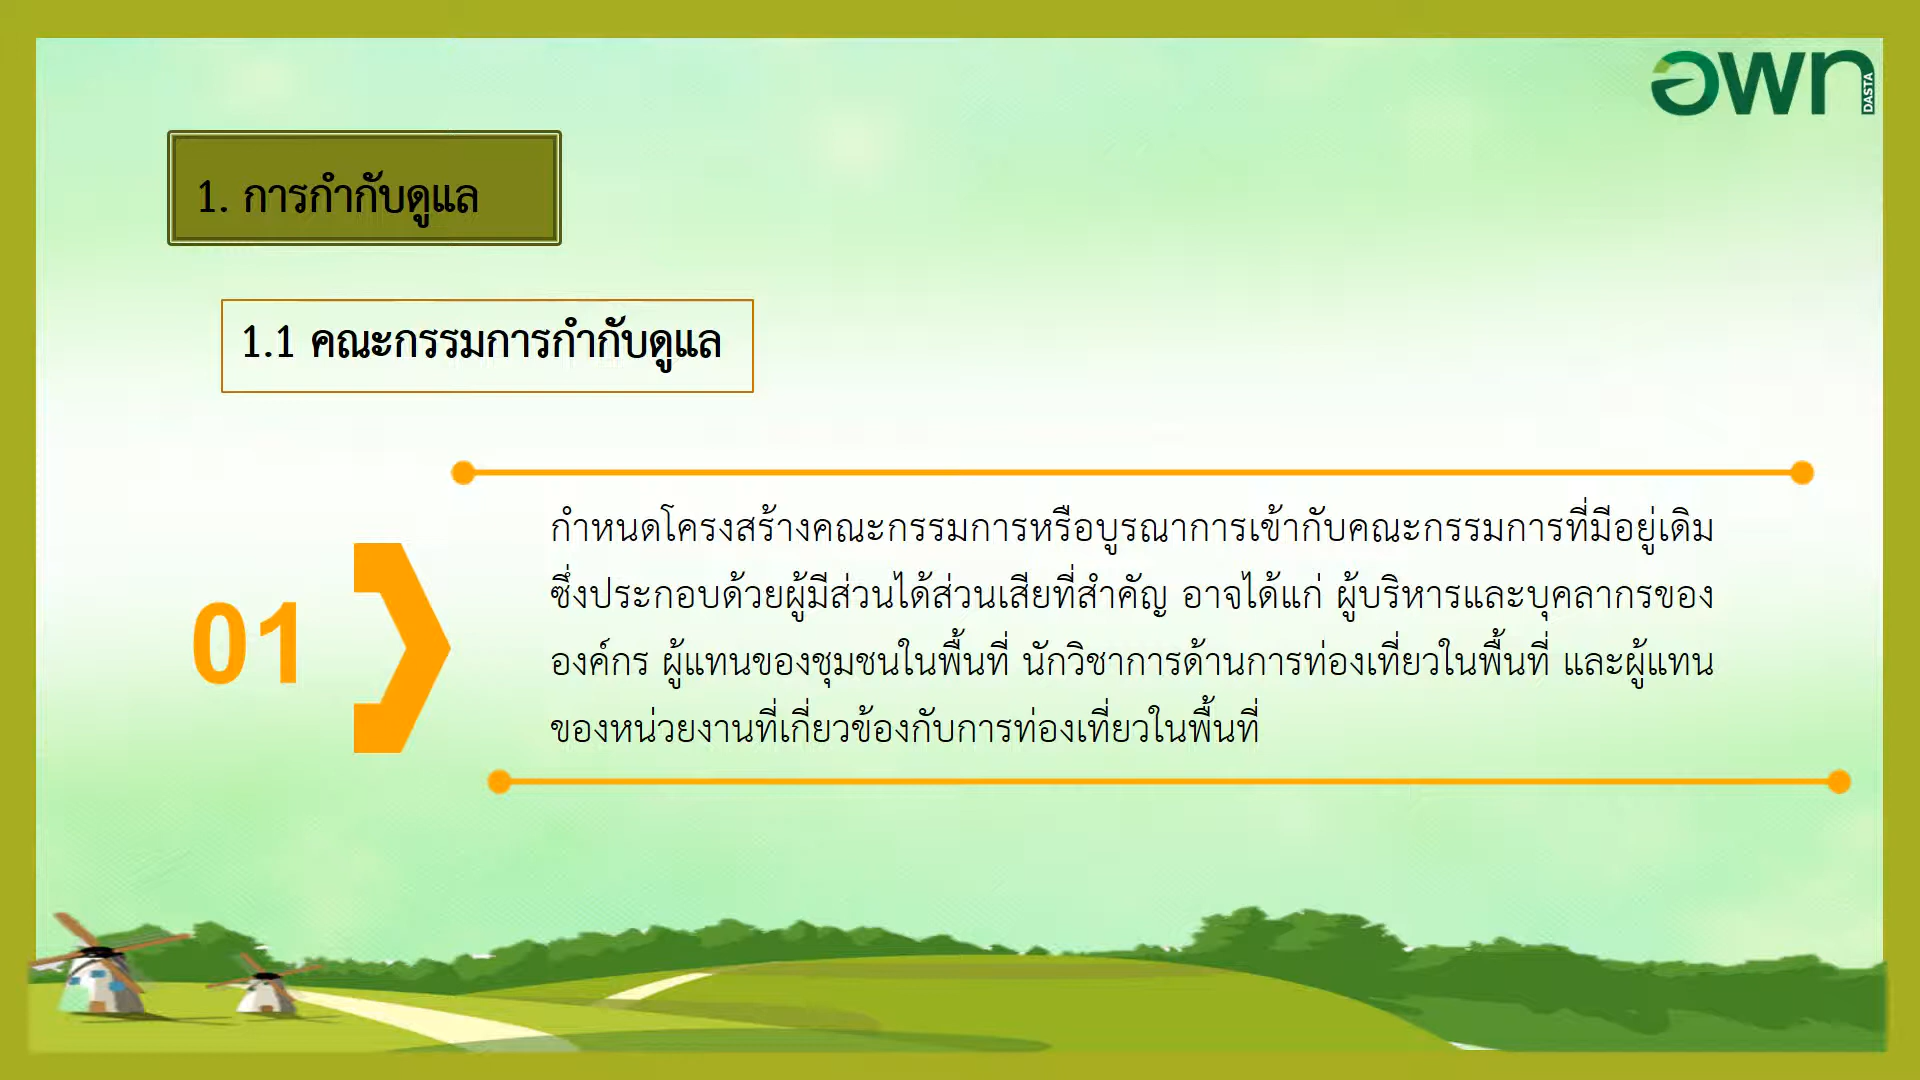 อพท
DASTA
1. การกำกับดูแล
1.1 คณะกรรมการกำกับดูแล
01
กำหนดโครงสร้างคณะกรรมการหรือบูรณาการเข้ากับคณะกรรมการที่มีอยู่เดิม
ซึ่งประกอบด้วยผู้มีส่วนได้ส่วนเสียที่สำคัญ อาจได้แก่ ผู้บริหารและบุคลากรของ
องค์กร ผู้แทนของชุมชนในพื้นที่ นักวิชาการด้านการท่องเที่ยวในพื้นที่ และผู้แทน
ของหน่วยงานที่เกี่ยวข้องกับการท่องเที่ยวในพื้นที่